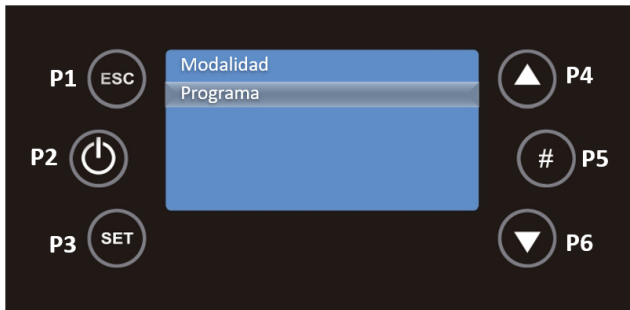 P1 ESC
Modalidad
Programa
P4
P2
# P5
P3 SET
P6